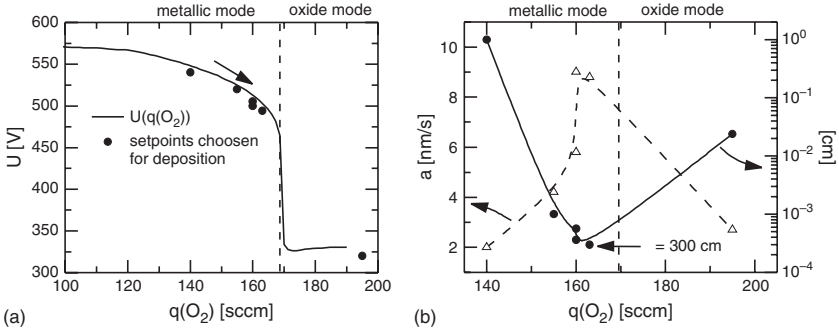 metallic mode
oxide mode
600
550
500
450
400
350
300
U [V]
U(q(O₂))
setpoints choosen
for deposition
100
120
140
160
180
200
q(O₂) [sccm]
(a)
metallic mode
oxide mode
10
8
6
4
2
a [nm/s]
10⁰
10⁻¹
10⁻²
10⁻³
10⁻⁴
[cm]
= 300 cm
140
160
180
200
q(O₂) [sccm]
(b)